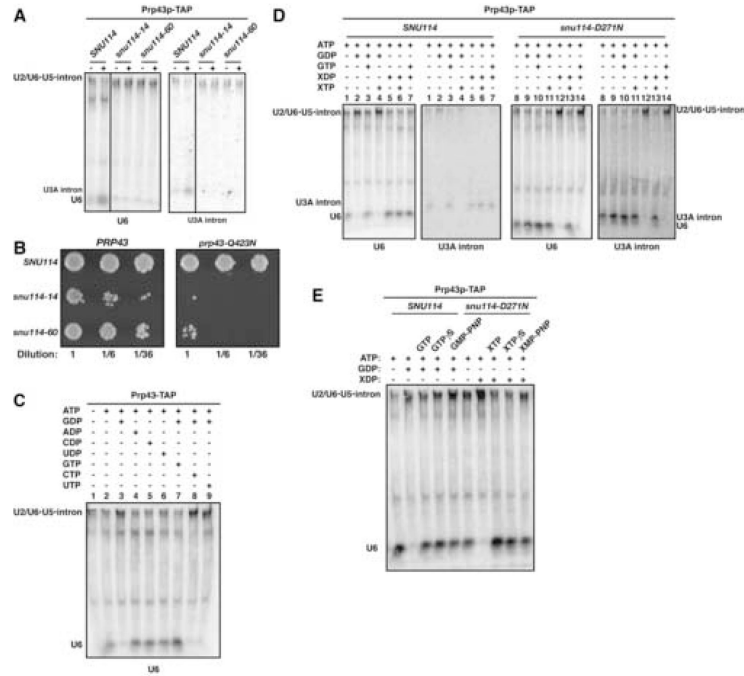 A
Prp43p-TAP
SNU114 snu114-14 snu114-60 SNU114 snu114-14 snu114-60
- + - + - + - + - + - +
U2/U6-U5-intron
U3A intron
U6
U6 U3A intron
B
PRP43 prp43-Q423N
SNU114
snu114-14
snu114-60
Dilution: 1 1/6 1/36 1 1/6 1/36
C
Prp43-TAP
ATP - + + + + + + + +
GDP - - + - - - + + +
ADP - - - + - - - - -
CDP - - - - + - - - -
UDP - - - - - + - - -
GTP - - - - - - + - -
CTP - - - - - - - + -
UTP - - - - - - - - +
1 2 3 4 5 6 7 8 9
U2/U6-U5-intron
U6
U6
D
Prp43p-TAP
SNU114 snu114-D271N
ATP
GDP
GTP
XDP
XTP
1 2 3 4 5 6 7 1 2 3 4 5 6 7 8 9 10 11 12 13 14 8 9 10 11 12 13 14
U2/U6-U5-intron U2/U6-U5-intron
U3A intron
U6
U3A intron
U6
U6 U3A intron U6 U3A intron
E
Prp43p-TAP
SNU114 snu114-D271N
GTP GMP-PNP XTP XMP-PNP
ATP: + + + + + + + + + +
GDP: - + + + + - - - - -
XDP: - - - - - - + + + +
U2/U6-U5-intron
U6